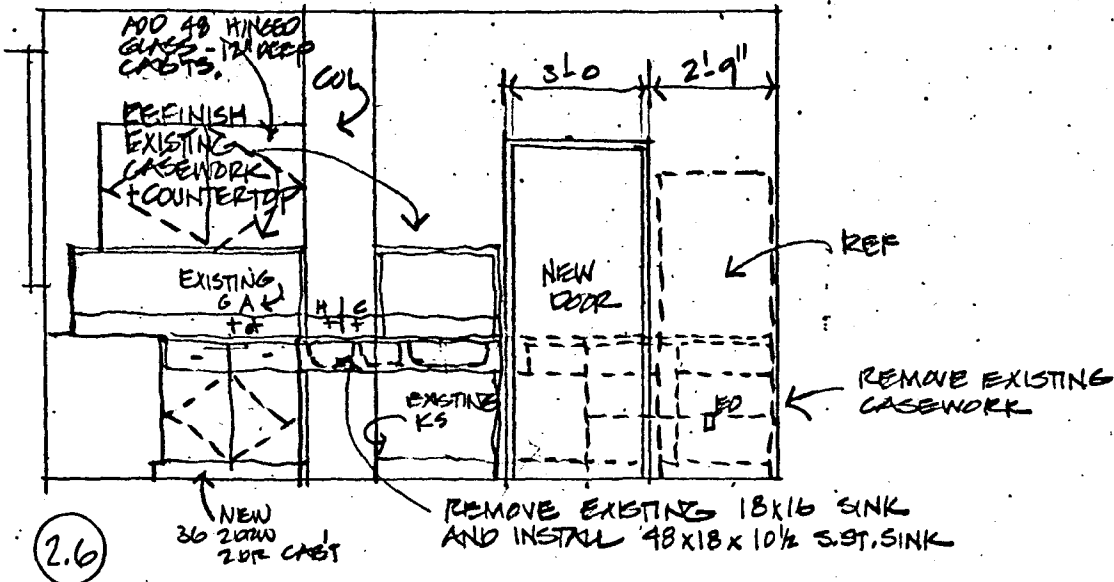 ADD 48 HINGED
GLASS - 12" DEEP
CABTS.
COL
REFINISH
EXISTING
CASEWORK
+ COUNTERTOP
3'-0
2'-9"
REF
EXISTING
G A
H C
NEW
DOOR
EXISTING
KS
ED
REMOVE EXISTING
CASEWORK
NEW
36 2DRW
2DR CAB'T
REMOVE EXISTING 18x16 SINK
AND INSTALL 48x18x10½ S.ST. SINK
2.6